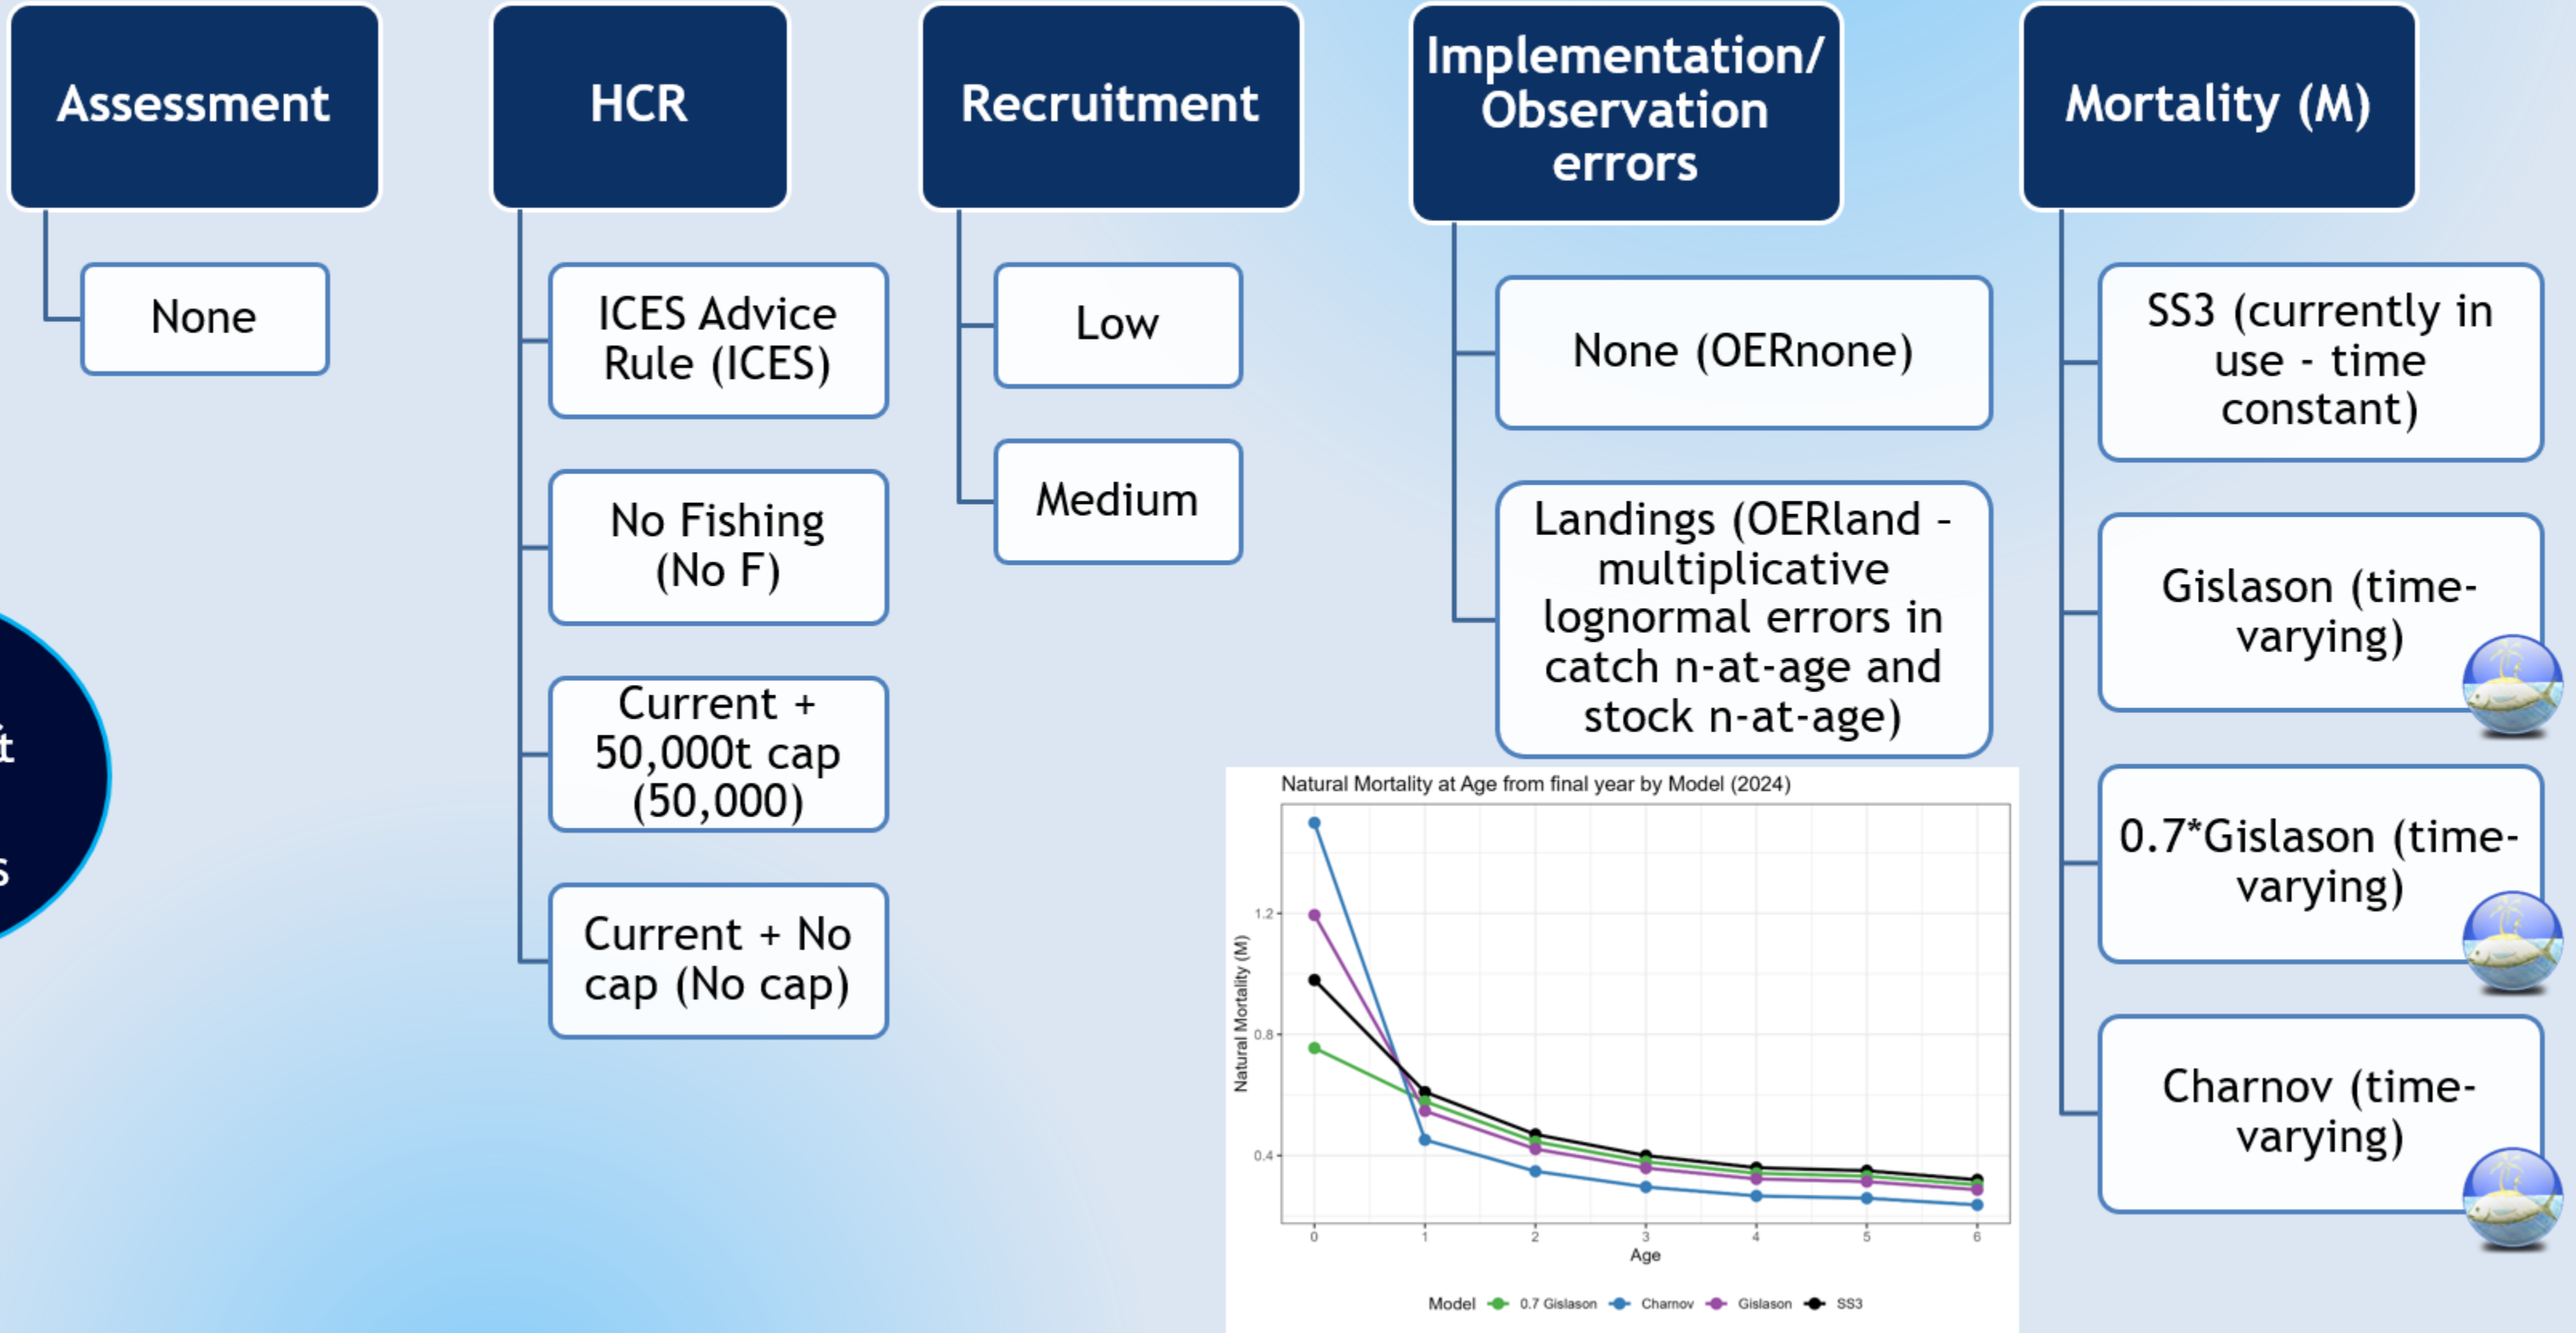 Assessment
None
HCR
ICES Advice
Rule (ICES)
No Fishing
(No F)
Current +
50,000t cap
(50,000)
Current + No
cap (No cap)
Recruitment
Low
Medium
Implementation/
Observation
errors
None (OERnone)
Landings (OERland –
multiplicative
lognormal errors in
catch n-at-age and
stock n-at-age)
Mortality (M)
SS3 (currently in
use - time
constant)
Gislason (time-
varying)
0.7*Gislason (time-
varying)
Charnov (time-
varying)
t
s
Natural Mortality at Age from final year by Model (2024)
Natural Mortality (M)
1.2
0.8
0.4
0 1 2 3 4 5 6
Age
Model 0.7 Gislason Charnov Gislason SS3